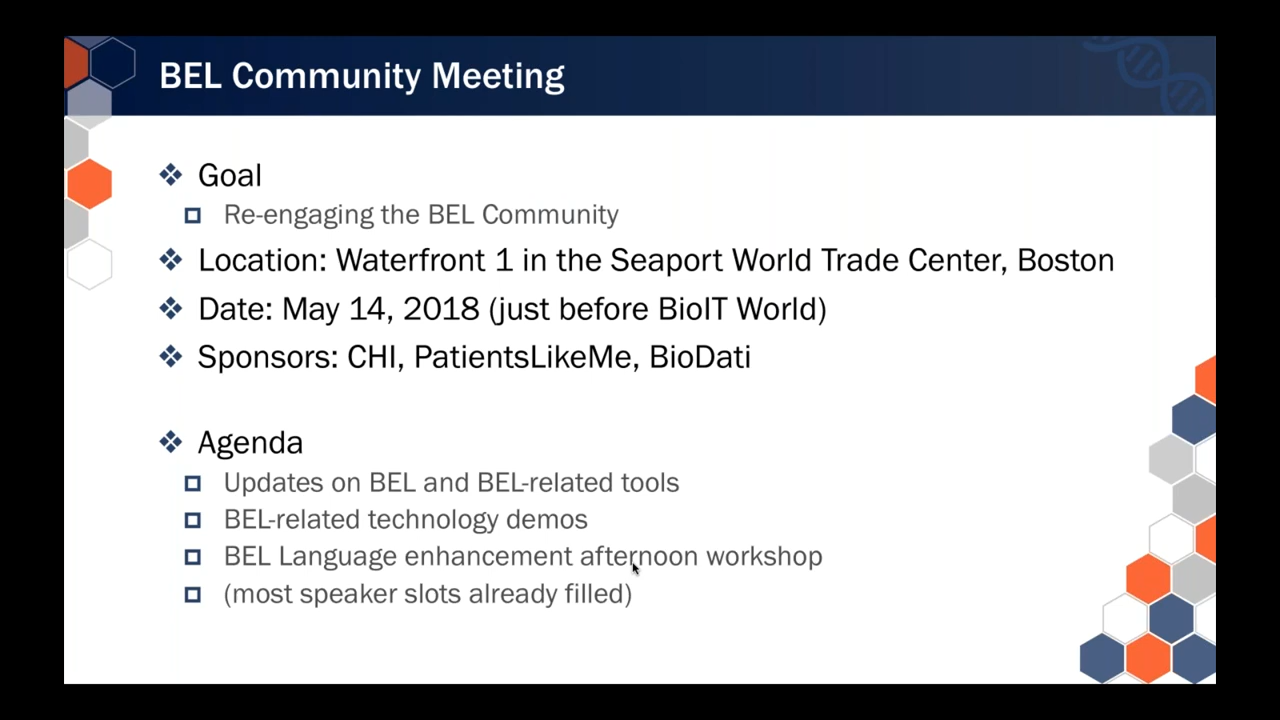 BEL Community Meeting
Goal
Re-engaging the BEL Community
Location: Waterfront 1 in the Seaport World Trade Center, Boston
Date: May 14, 2018 (just before BioIT World)
Sponsors: CHI, PatientsLikeMe, BioDati
Agenda
Updates on BEL and BEL-related tools
BEL-related technology demos
BEL Language enhancement afternoon workshop
(most speaker slots already filled)